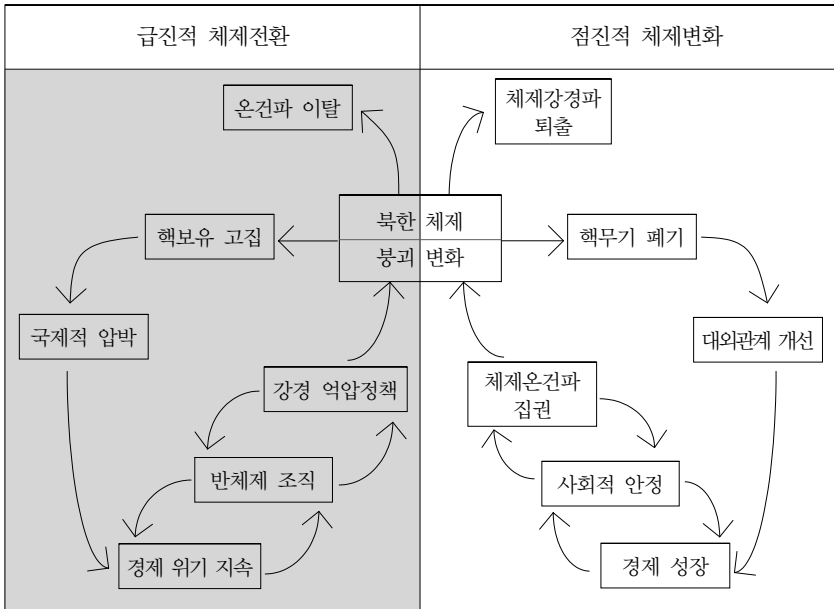 급진적 체제전환
점진적 체제변화
온건파 이탈
체제강경파
퇴출
북한 체제
붕괴 변화
핵보유 고집
핵무기 폐기
국제적 압박
대외관계 개선
강경 억압정책
체제온건파
집권
반체제 조직
사회적 안정
경제 위기 지속
경제 성장